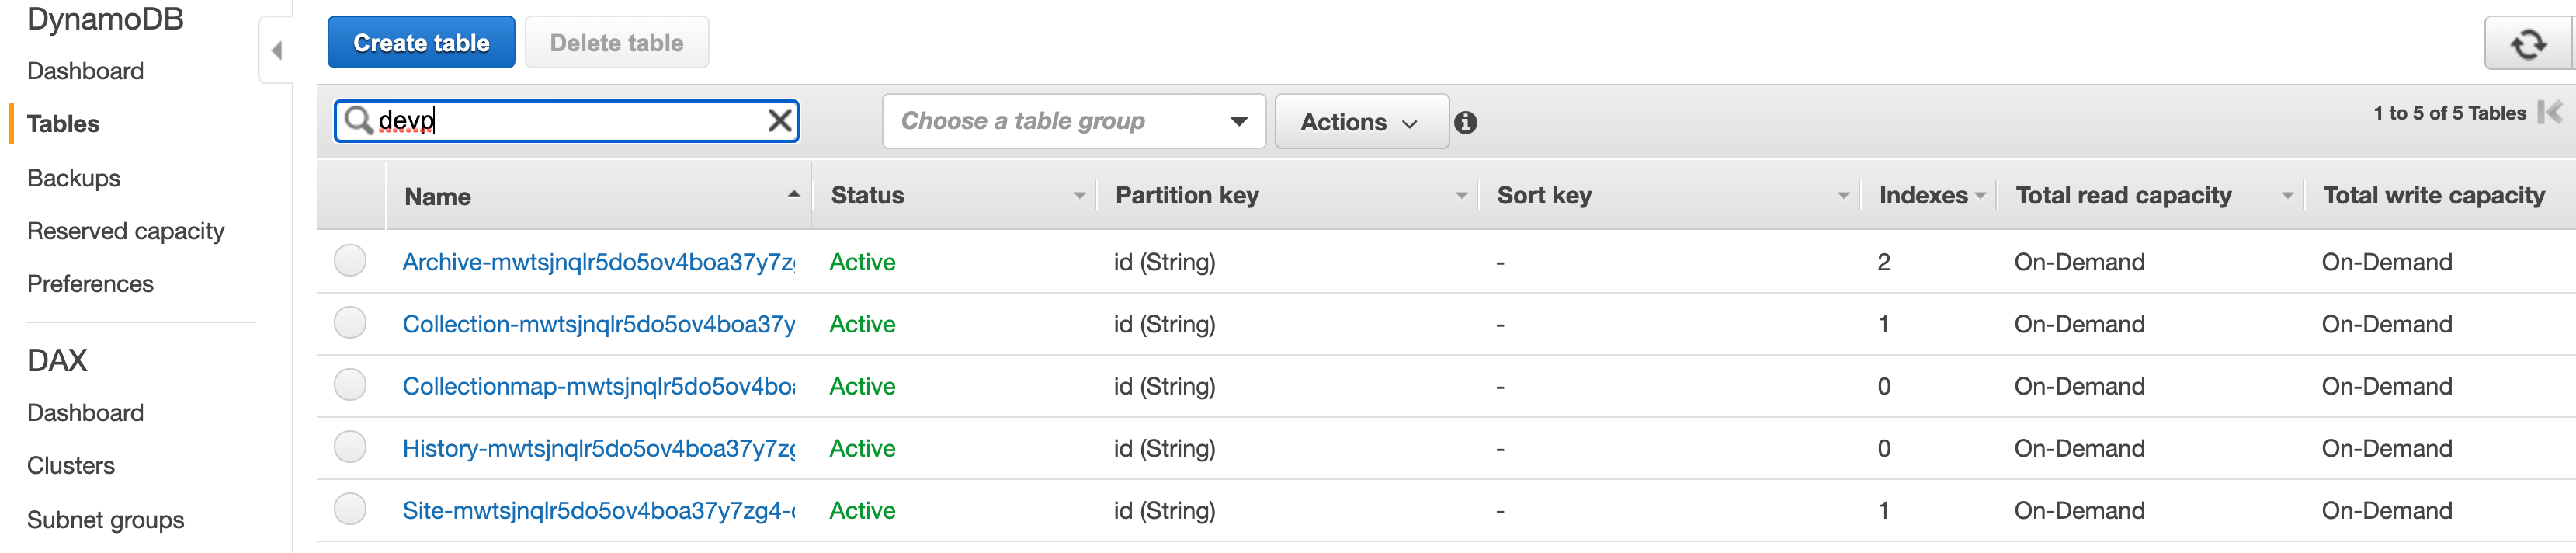 DynamoDB
Dashboard
Tables
Backups
Reserved capacity
Preferences
DAX
Dashboard
Clusters
Subnet groups
Create table Delete table
devp Choose a table group Actions 1 to 5 of 5 Tables
Name Status Partition key Sort key Indexes Total read capacity Total write capacity
Archive-mwtsjnqlr5do5ov4boa37y7z Active id (String) - 2 On-Demand On-Demand
Collection-mwtsjnqlr5do5ov4boa37y Active id (String) - 1 On-Demand On-Demand
Collectionmap-mwtsjnqlr5do5ov4bo Active id (String) - 0 On-Demand On-Demand
History-mwtsjnqlr5do5ov4boa37y7z Active id (String) - 0 On-Demand On-Demand
Site-mwtsjnqlr5do5ov4boa37y7zg4- Active id (String) - 1 On-Demand On-Demand